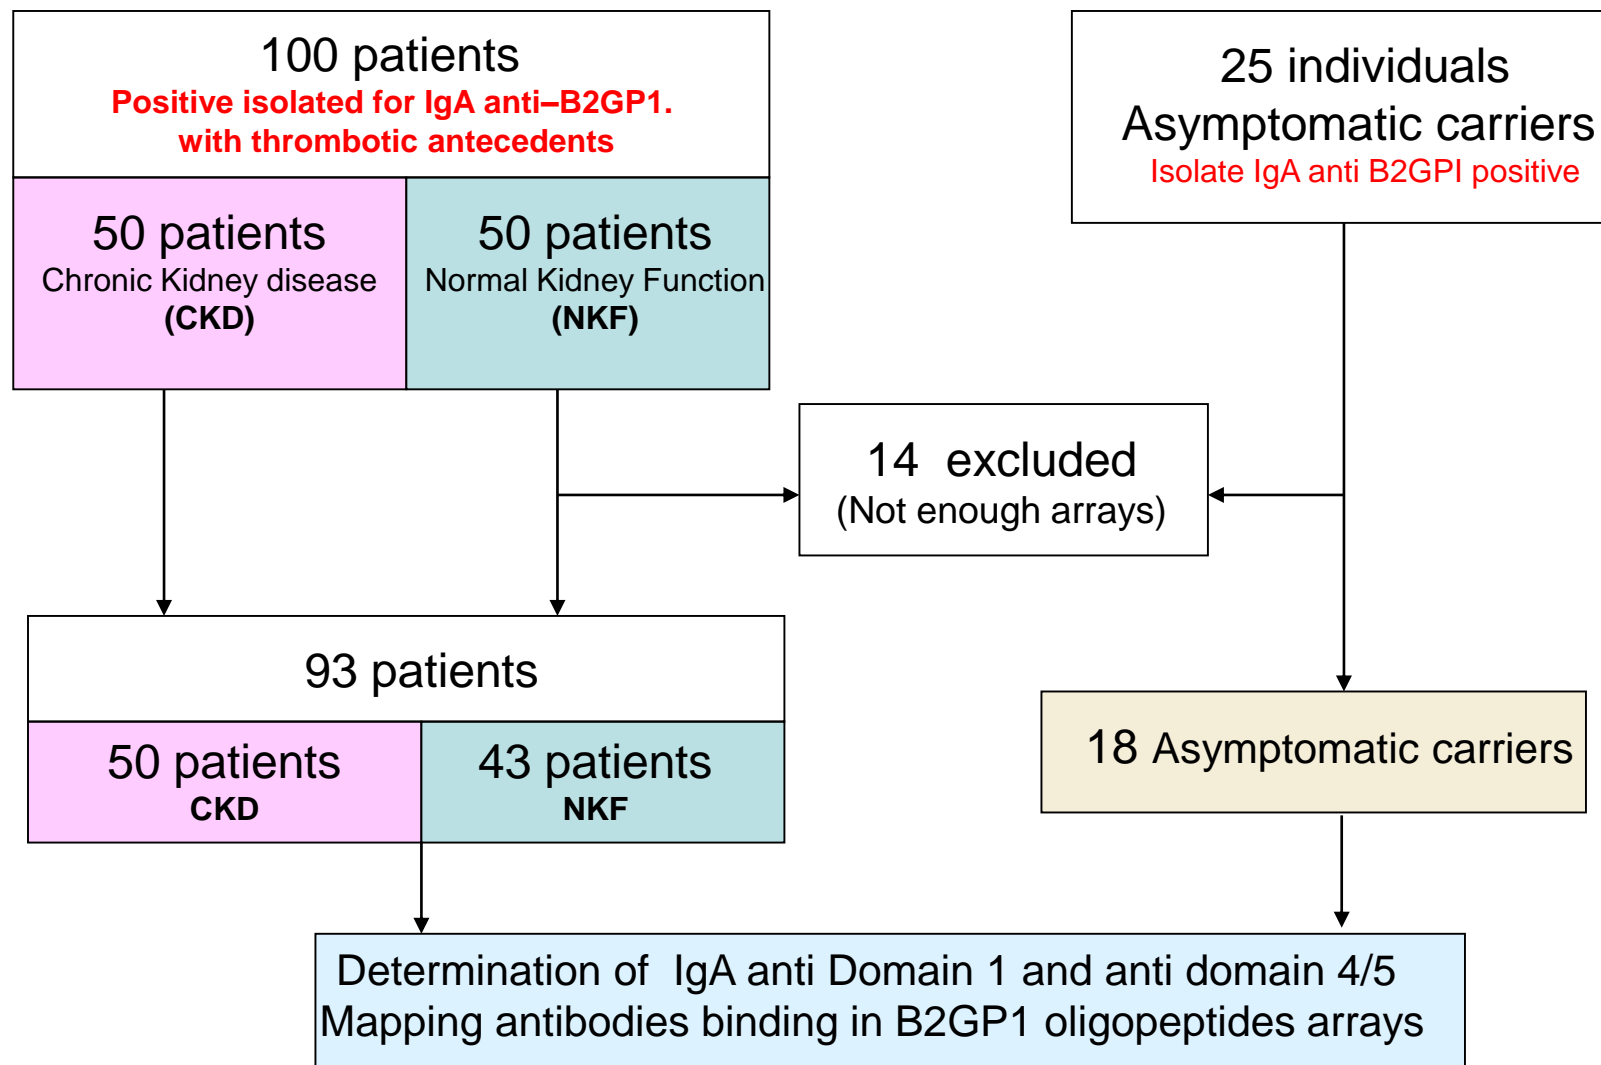 100 patients
Positive isolated for IgA anti–B2GP1.
with thrombotic antecedents
50 patients
Chronic Kidney disease
(CKD)
50 patients
Normal Kidney Function
(NKF)
25 individuals
Asymptomatic carriers
Isolate IgA anti B2GPI positive
14 excluded
(Not enough arrays)
93 patients
50 patients
CKD
43 patients
NKF
18 Asymptomatic carriers
Determination of IgA anti Domain 1 and anti domain 4/5
Mapping antibodies binding in B2GP1 oligopeptides arrays